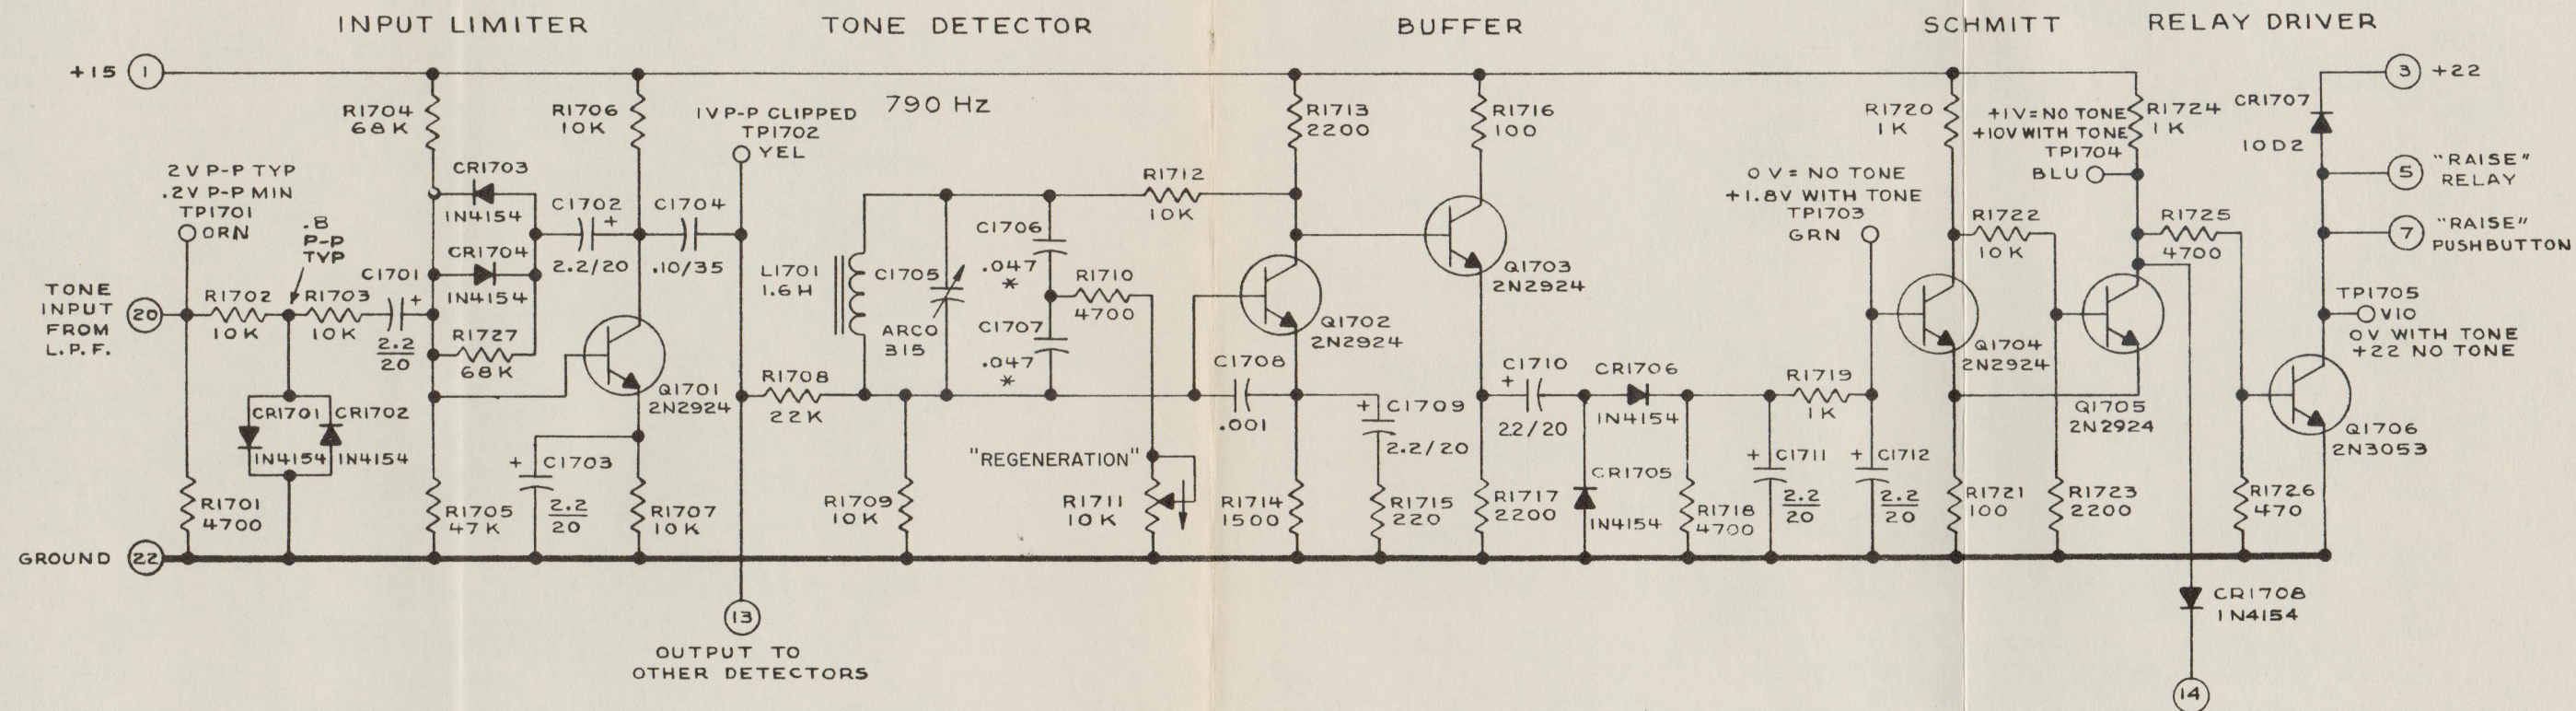 INPUT LIMITER
TONE DETECTOR
BUFFER
SCHMITT
RELAY DRIVER
+15
1
R1704
68K
R1706
10K
1V P-P CLIPPED
TP1702
YEL
790 Hz
R1713
2200
R1716
100
R1720
1K
+1V=NO TONE
+10V WITH TONE
TP1704
BLU
R1724
1K
CR1707
10D2
3
+22
5
"RAISE"
RELAY
7
"RAISE"
PUSHBUTTON
2V P-P TYP
.2V P-P MIN
TP1701
ORN
.8
P-P
TYP
CR1703
1N4154
C1702
+
2.2/20
C1704
.10/35
CR1704
1N4154
C1701
+
2.2
20
TONE
INPUT
FROM
L.P.F.
20
R1702
10K
R1703
10K
R1727
68K
Q1701
2N2924
L1701
1.6H
C1705
ARCO
315
C1706
.047
*
C1707
.047
*
R1710
4700
R1712
10K
Q1702
2N2924
Q1703
2N2924
0V=NO TONE
+1.8V WITH TONE
TP1703
GRN
R1722
10K
R1725
4700
Q1704
2N2924
Q1705
2N2924
TP1705
VIO
0V WITH TONE
+22 NO TONE
Q1706
2N3053
CR1701
1N4154
CR1702
1N4154
R1708
22K
C1708
.001
+
C1709
2.2/20
C1710
+
22/20
CR1706
1N4154
R1719
1K
R1701
4700
R1705
47K
+
C1703
2.2
20
R1707
10K
R1709
10K
"REGENERATION"
R1711
10K
R1714
1500
R1715
220
R1717
2200
CR1705
1N4154
R1718
4700
+
C1711
2.2
20
+
C1712
2.2
20
R1721
100
R1723
2200
R1726
470
GROUND
22
13
OUTPUT TO
OTHER DETECTORS
CR1708
1N4154
14